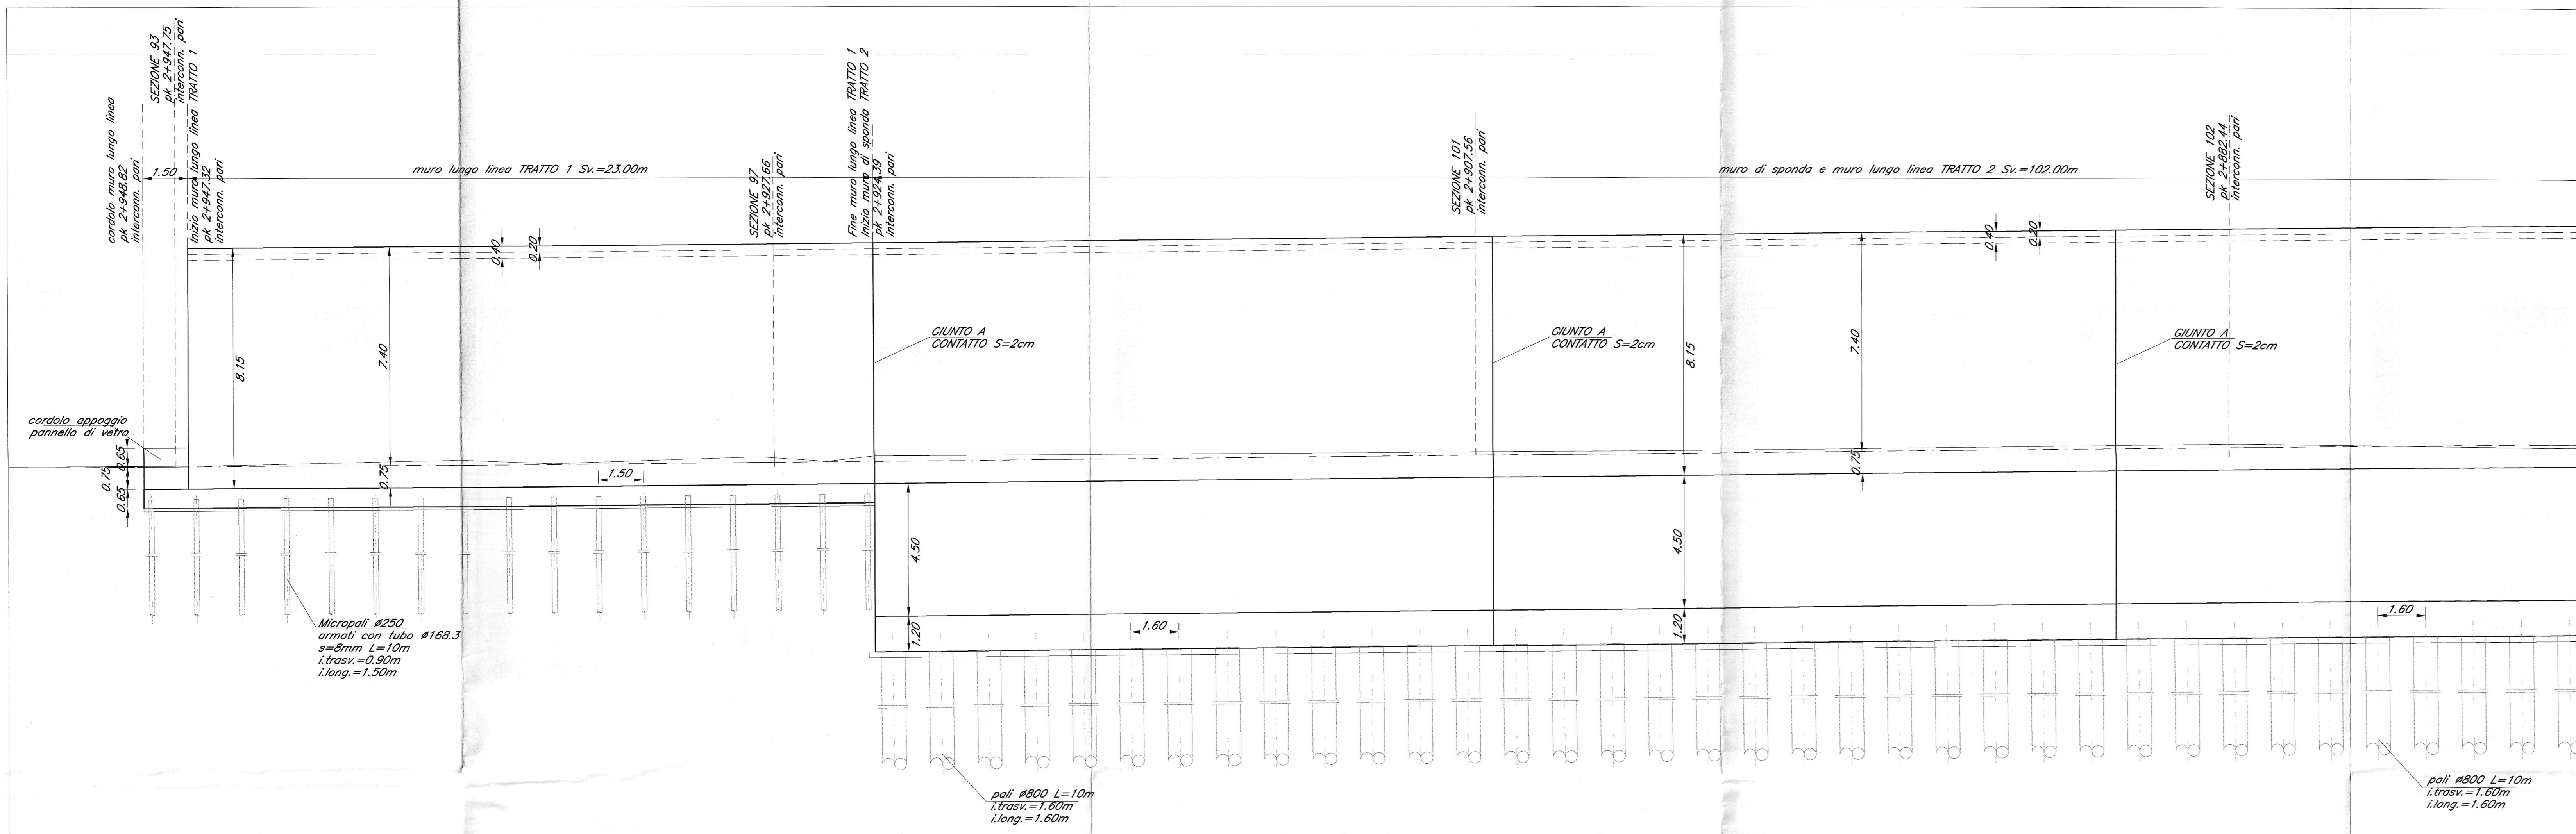 cordolo muro lungo linea
pk 2+948.82
interconn. pari
SEZIONE 93
pk 2+947.75
interconn. pari
Inizio muro lungo linea TRATTO 1
pk 2+947.32
interconn. pari
1.50
muro lungo linea TRATTO 1 Sv.=23.00m
SEZIONE 97
pk 2+927.66
interconn. pari
Fine muro lungo linea TRATTO 1
Inizio muro di sponda TRATTO 2
pk 2+924.39
interconn. pari
SEZIONE 101
pk 2+907.56
interconn. pari
muro di sponda e muro lungo linea TRATTO 2 Sv.=102.00m
SEZIONE 102
pk 2+882.44
interconn. pari
0.40
0.20
0.40
0.20
8.15
7.40
GIUNTO A
CONTATTO S=2cm
GIUNTO A
CONTATTO S=2cm
8.15
7.40
GIUNTO A
CONTATTO S=2cm
cordolo appoggio
pannello di vetro
0.65
0.75
0.65
0.75
1.50
0.75
4.50
4.50
1.20
1.60
1.20
1.60
Micropali ø250
armati con tubo ø168.3
s=8mm L=10m
i.trasv.=0.90m
i.long.=1.50m
pali ø800 L=10m
i.trasv.=1.60m
i.long.=1.60m
pali ø800 L=10m
i.trasv.=1.60m
i.long.=1.60m